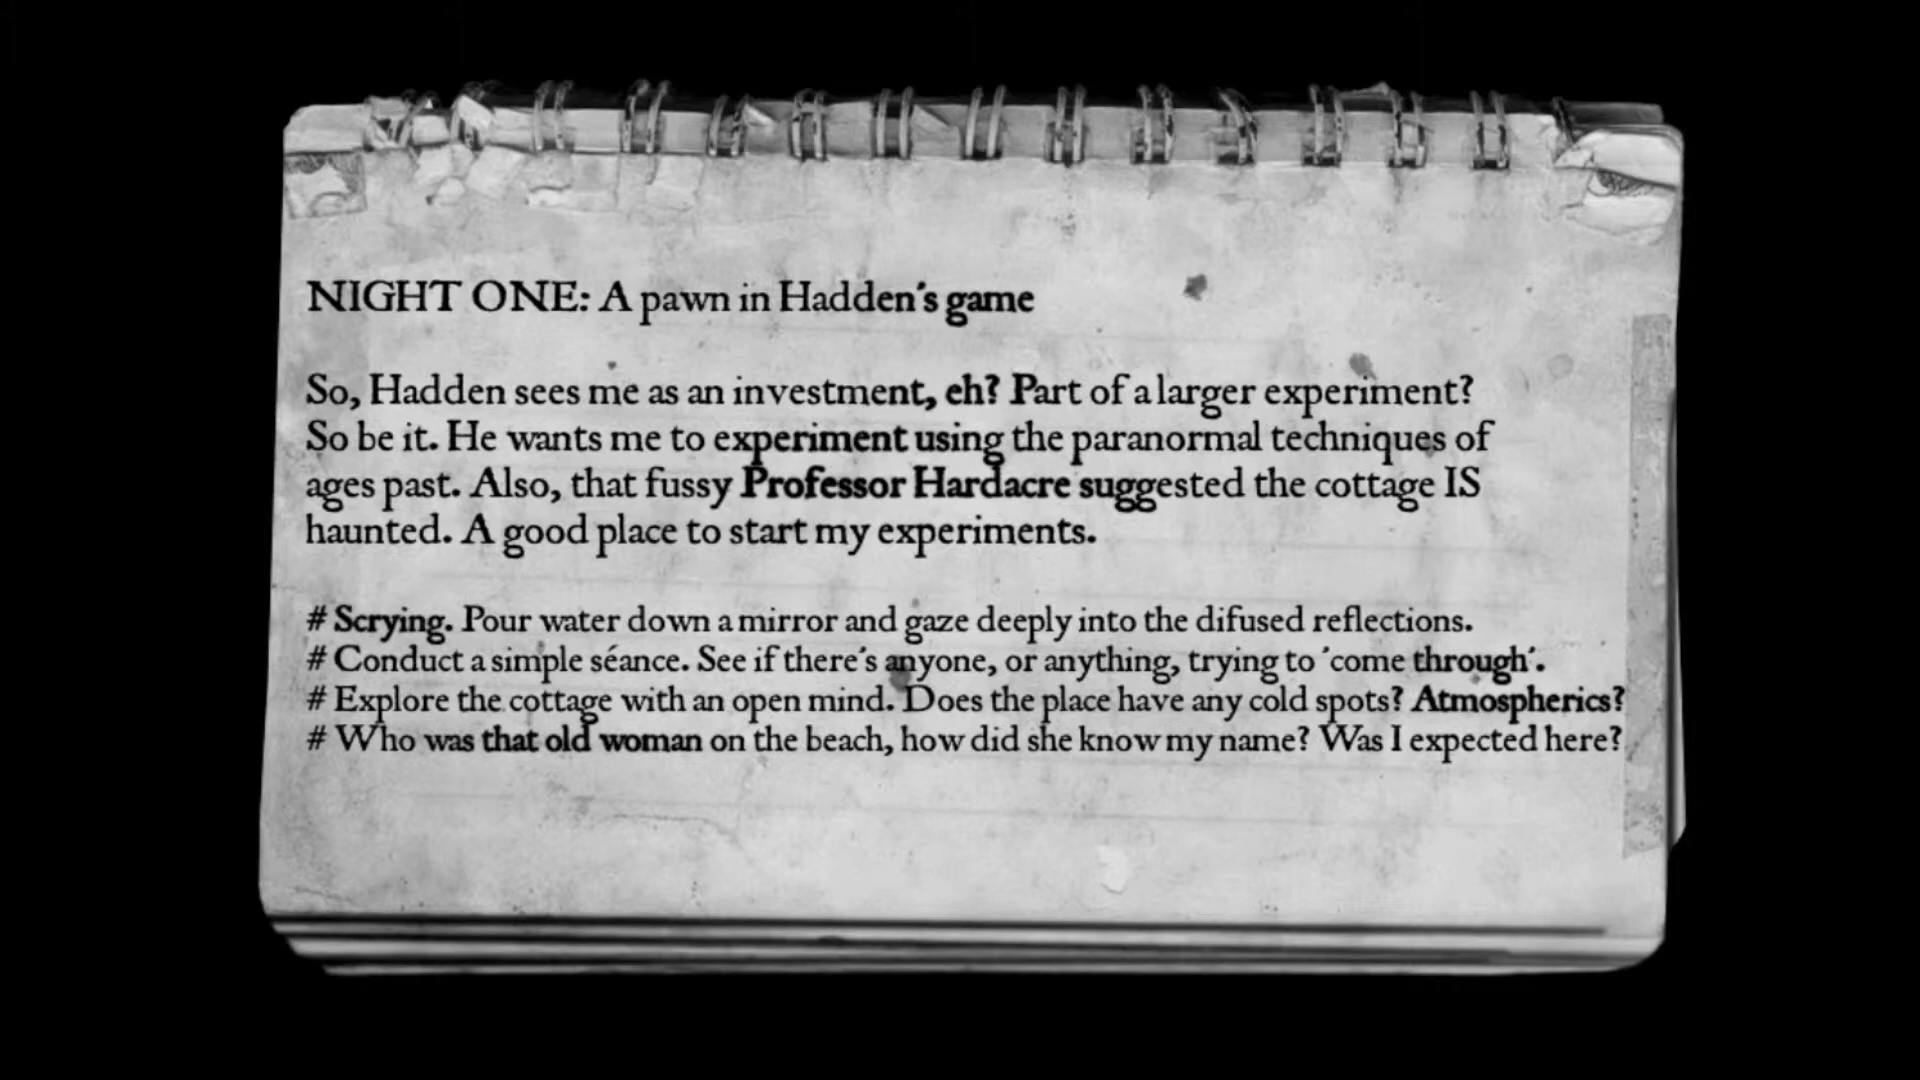 NIGHT ONE: A pawn in Hadden's game
So, Hadden sees me as an investment, eh? Part of a larger experiment?
So be it. He wants me to experiment using the paranormal techniques of
ages past. Also, that fussy Professor Hardacre suggested the cottage IS
haunted. A good place to start my experiments.
# Scrying. Pour water down a mirror and gaze deeply into the difused reflections.
# Conduct a simple séance. See if there's anyone, or anything, trying to 'come through'.
# Explore the cottage with an open mind. Does the place have any cold spots? Atmospherics?
# Who was that old woman on the beach, how did she know my name? Was I expected here?